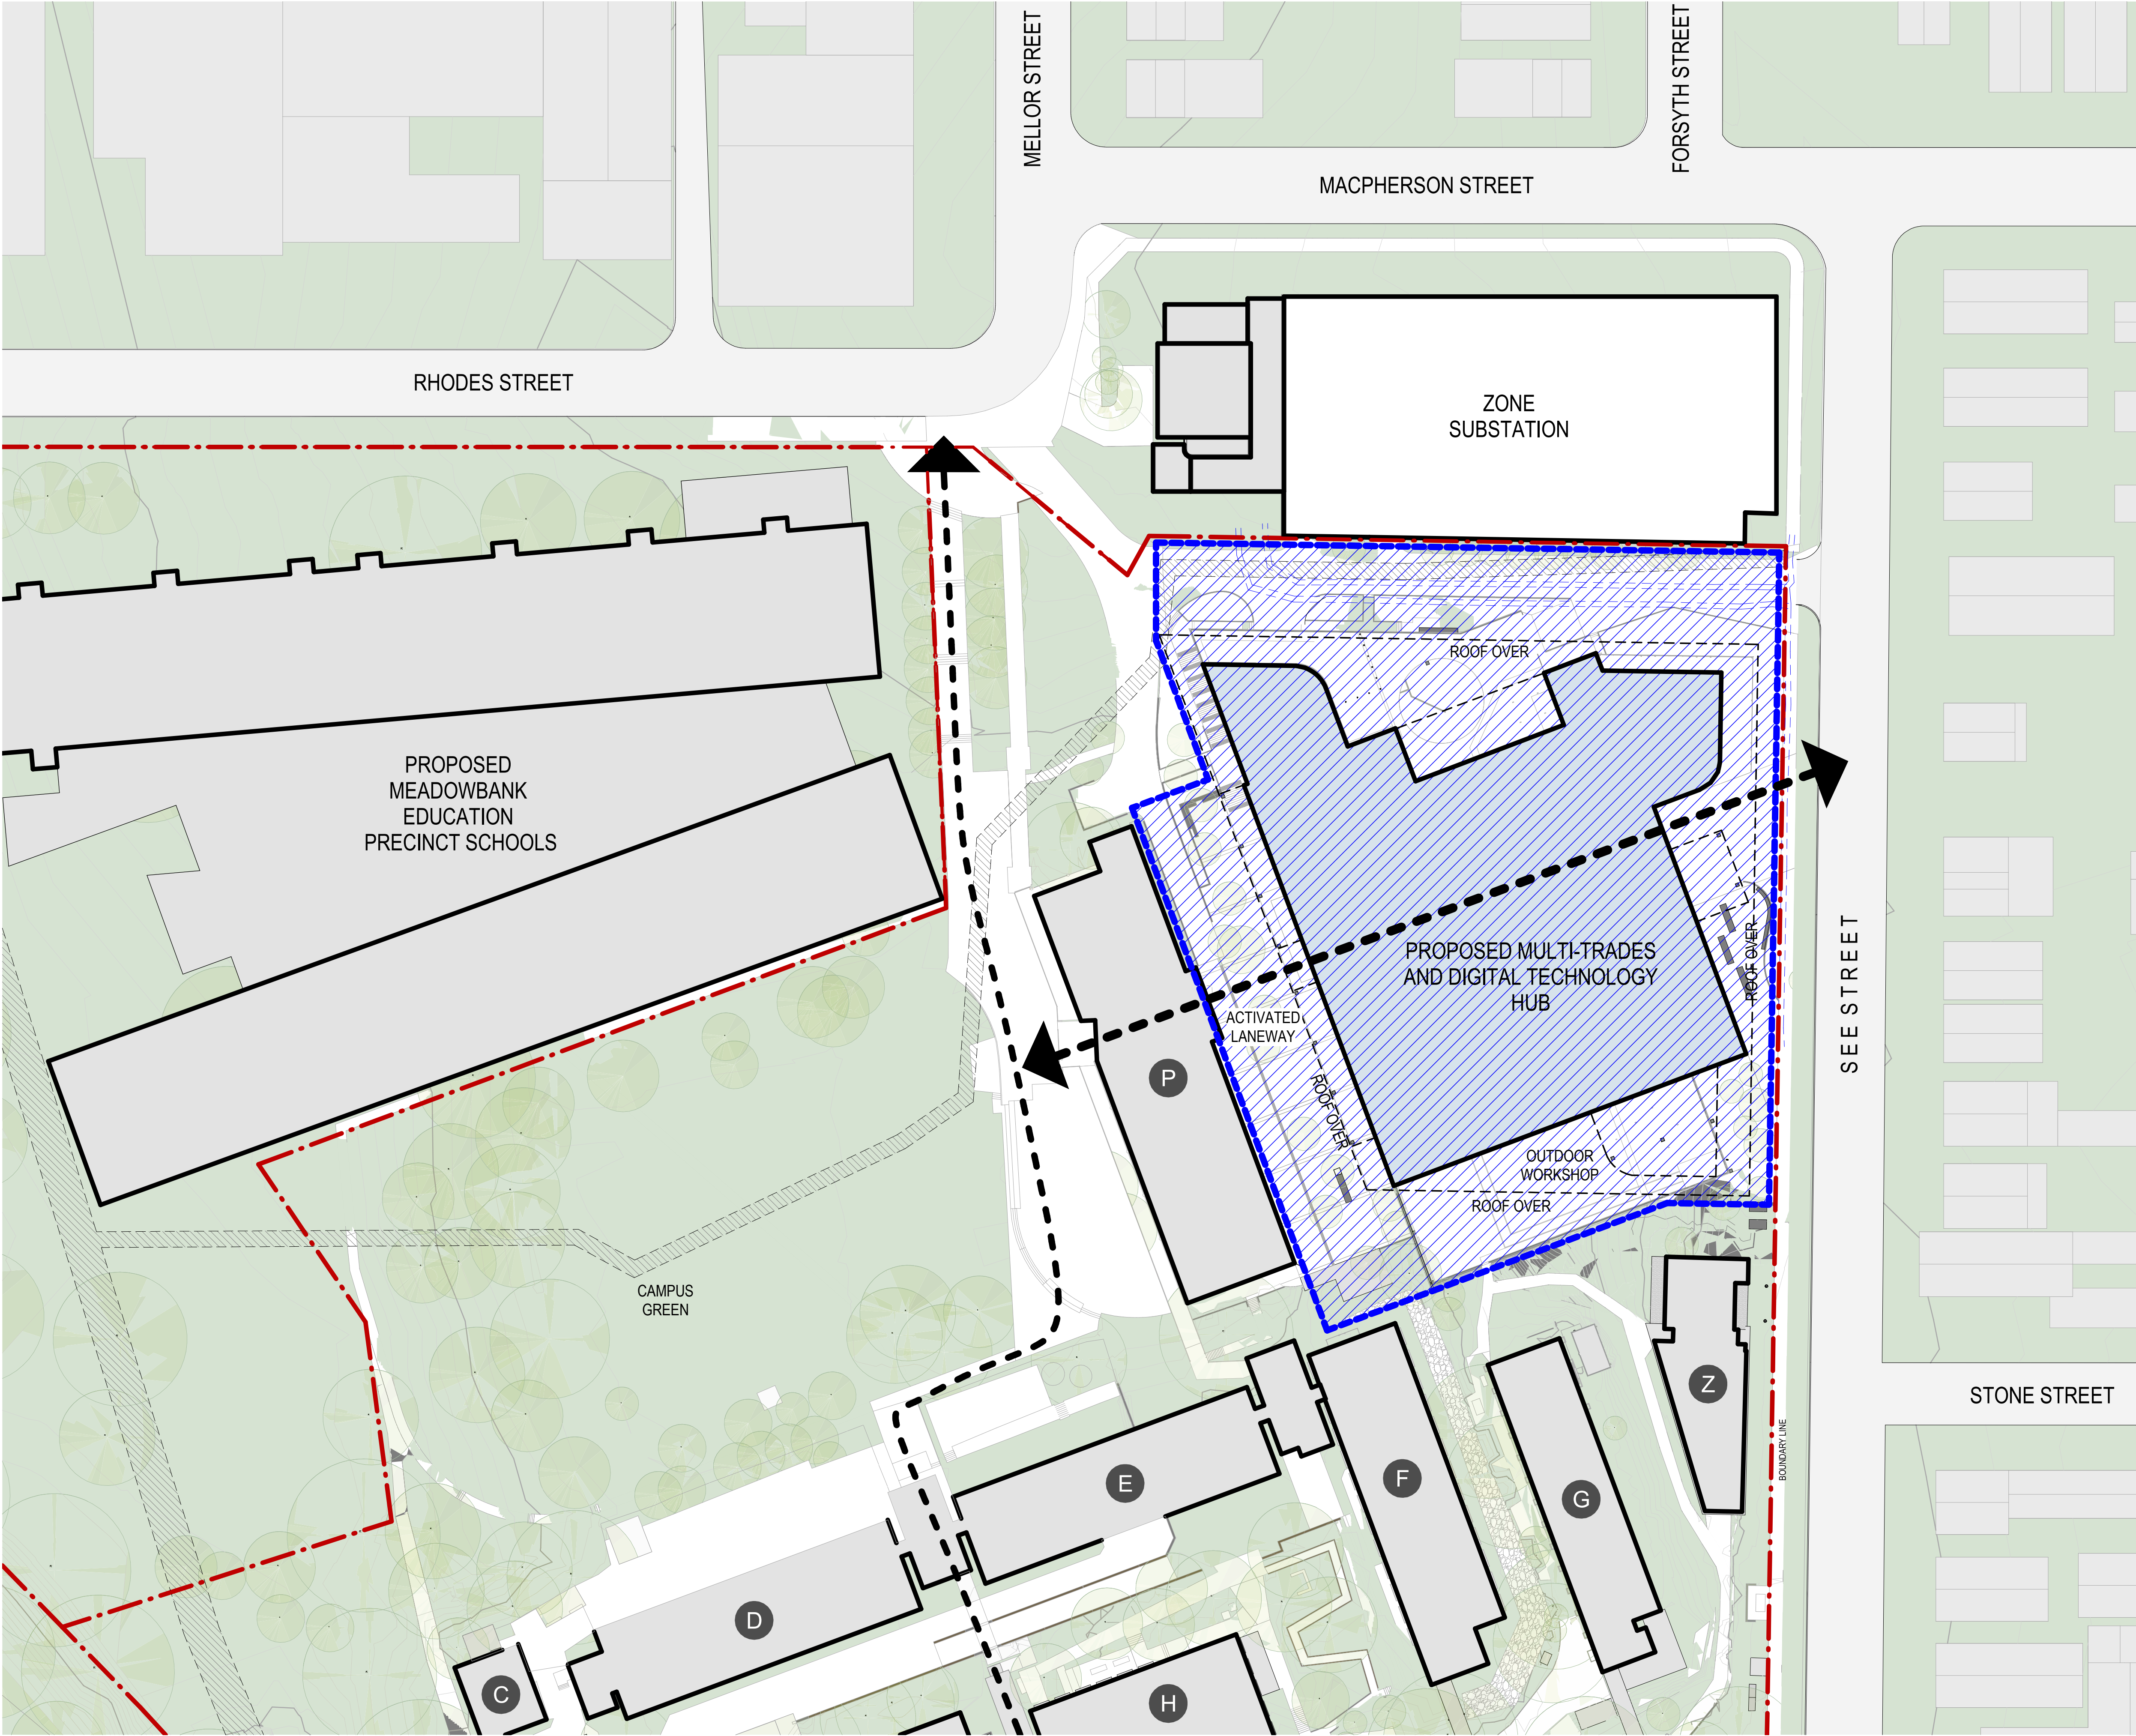 MELLOR STREET
FORSYTH STREET
MACPHERSON STREET
RHODES STREET
ZONE
SUBSTATION
ROOF OVER
PROPOSED
MEADOWBANK
EDUCATION
PRECINCT SCHOOLS
PROPOSED MULTI-TRADES
AND DIGITAL TECHNOLOGY
HUB
ROOF OVER
SEE STREET
ACTIVATED
LANEWAY
P
ROOF OVER
OUTDOOR
WORKSHOP
ROOF OVER
CAMPUS
GREEN
Z
STONE STREET
BOUNDARY LINE
E
F
G
D
C
H